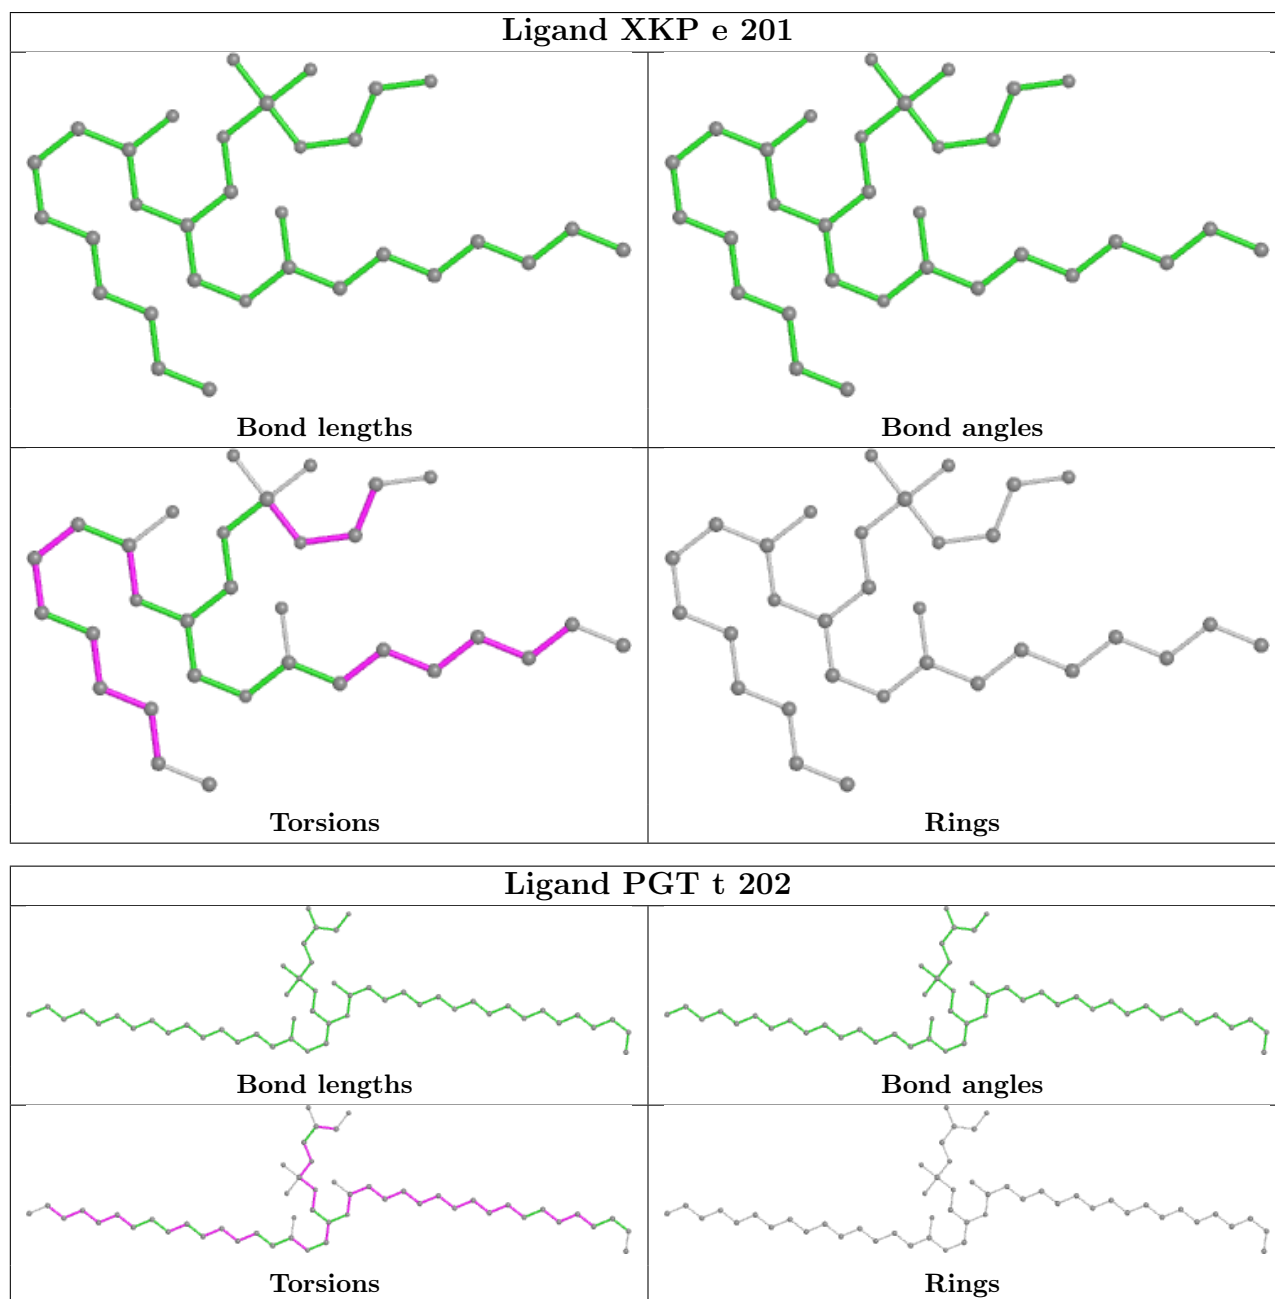 Ligand XKP e 201
Bond lengths
Bond angles
Torsions
Rings
Ligand PGT t 202
Bond lengths
Bond angles
Torsions
Rings